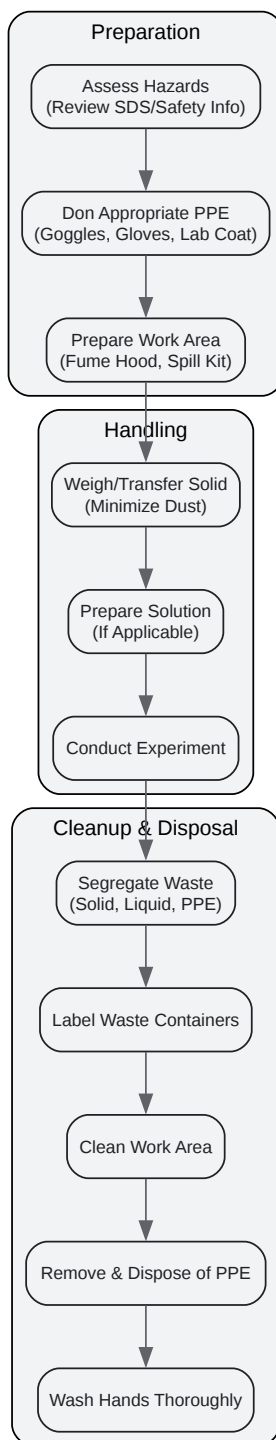 Preparation
Assess Hazards
(Review SDS/Safety Info)
Don Appropriate PPE
(Goggles, Gloves, Lab Coat)
Prepare Work Area
(Fume Hood, Spill Kit)
Handling
Weigh/Transfer Solid
(Minimize Dust)
Prepare Solution
(If Applicable)
Conduct Experiment
Cleanup & Disposal
Segregate Waste
(Solid, Liquid, PPE)
Label Waste Containers
Clean Work Area
Remove & Dispose of PPE
Wash Hands Thoroughly